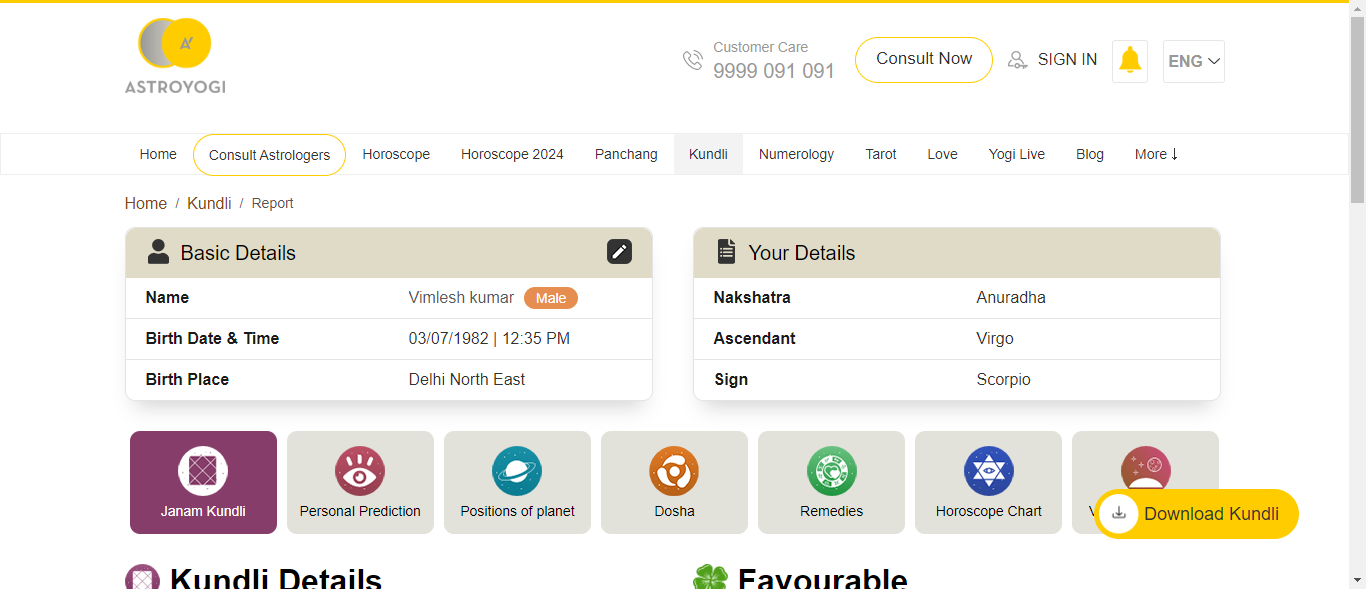 ASTROYOGI
Customer Care
9999 091 091
Consult Now
SIGN IN
ENG
Home Consult Astrologers Horoscope Horoscope 2024 Panchang Kundli Numerology Tarot Love Yogi Live Blog More ↓
Home / Kundli / Report
Basic Details
Name Vimlesh kumar Male
Birth Date & Time 03/07/1982 | 12:35 PM
Birth Place Delhi North East
Your Details
Nakshatra Anuradha
Ascendant Virgo
Sign Scorpio
Janam Kundli Personal Prediction Positions of planet Dosha Remedies Horoscope Chart
Download Kundli
Kundli Details
Favourable